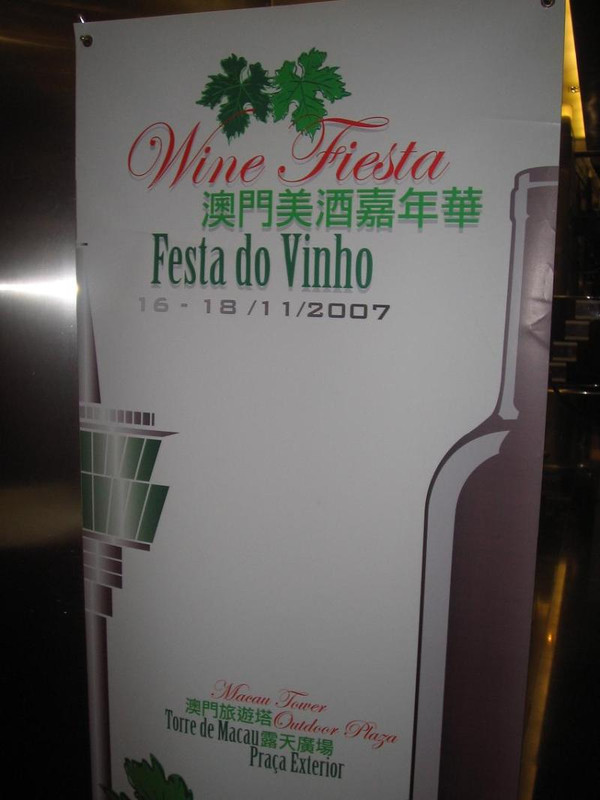 Wine Fiesta
澳門美酒嘉年華
Festa do Vinho
16 - 18 /11/2007
Macau Tower
澳門旅遊塔 Outdoor Plaza
Torre de Macau 露天廣場
Praça Exterior